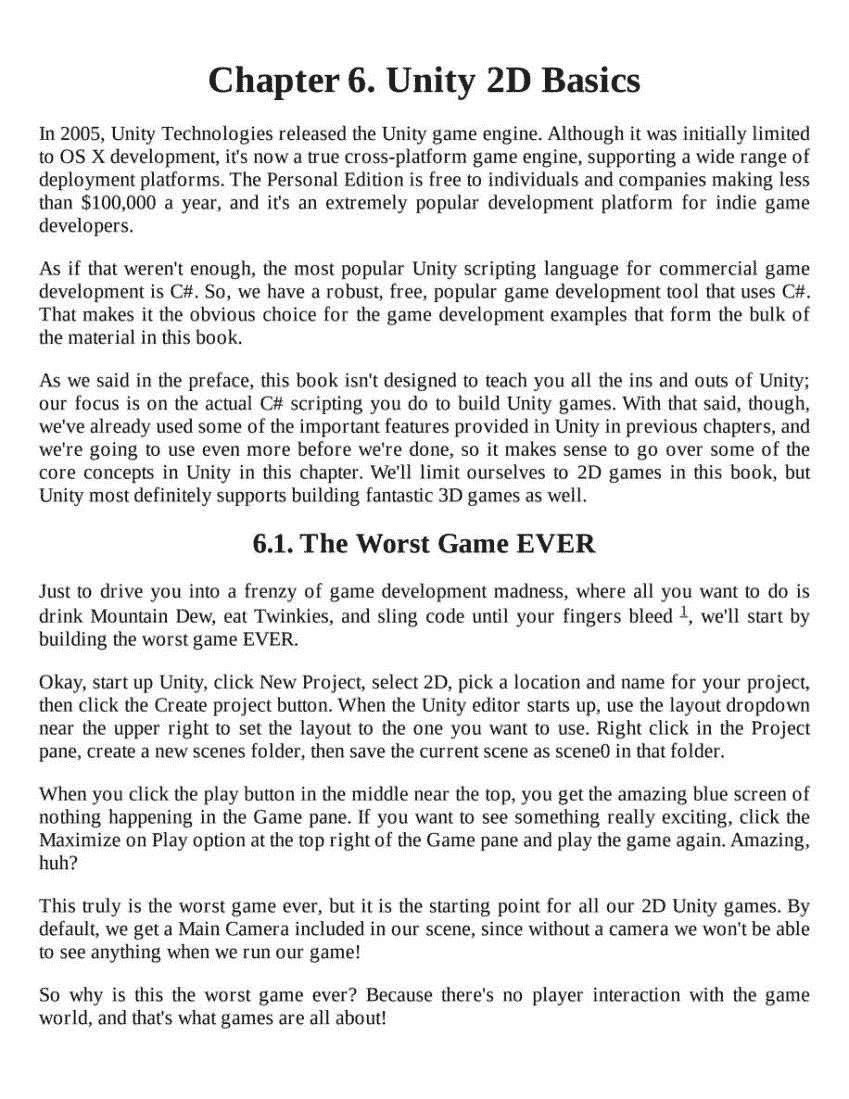 Chapter 6. Unity 2D Basics
In 2005, Unity Technologies released the Unity game engine. Although it was initially limited
to OS X development, it's now a true cross-platform game engine, supporting a wide range of
deployment platforms. The Personal Edition is free to individuals and companies making less
than $100,000 a year, and it's an extremely popular development platform for indie game
developers.
As if that weren't enough, the most popular Unity scripting language for commercial game
development is C#. So, we have a robust, free, popular game development tool that uses C#.
That makes it the obvious choice for the game development examples that form the bulk of
the material in this book.
As we said in the preface, this book isn't designed to teach you all the ins and outs of Unity;
our focus is on the actual C# scripting you do to build Unity games. With that said, though,
we've already used some of the important features provided in Unity in previous chapters, and
we're going to use even more before we're done, so it makes sense to go over some of the
core concepts in Unity in this chapter. We'll limit ourselves to 2D games in this book, but
Unity most definitely supports building fantastic 3D games as well.
6.1. The Worst Game EVER
Just to drive you into a frenzy of game development madness, where all you want to do is
drink Mountain Dew, eat Twinkies, and sling code until your fingers bleed 1, we'll start by
building the worst game EVER.
Okay, start up Unity, click New Project, select 2D, pick a location and name for your project,
then click the Create project button. When the Unity editor starts up, use the layout dropdown
near the upper right to set the layout to the one you want to use. Right click in the Project
pane, create a new scenes folder, then save the current scene as scene0 in that folder.
When you click the play button in the middle near the top, you get the amazing blue screen of
nothing happening in the Game pane. If you want to see something really exciting, click the
Maximize on Play option at the top right of the Game pane and play the game again. Amazing,
huh?
This truly is the worst game ever, but it is the starting point for all our 2D Unity games. By
default, we get a Main Camera included in our scene, since without a camera we won't be able
to see anything when we run our game!
So why is this the worst game ever? Because there's no player interaction with the game
world, and that's what games are all about!